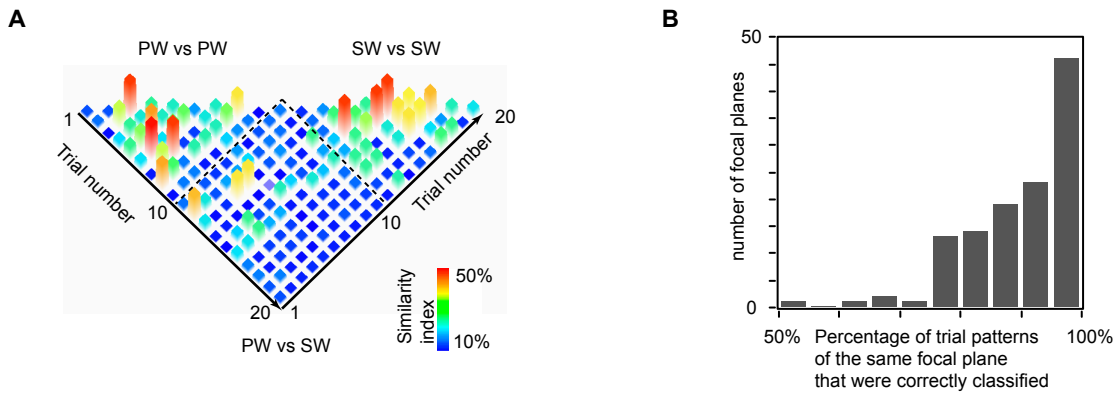 A
PW vs PW
SW vs SW
1
Trial number
10
20
Trial number
10
20
1
PW vs SW
Similarity
index
50%
10%
B
50
number of focal planes
0
50%
100%
Percentage of trial patterns
of the same focal plane
that were correctly classified